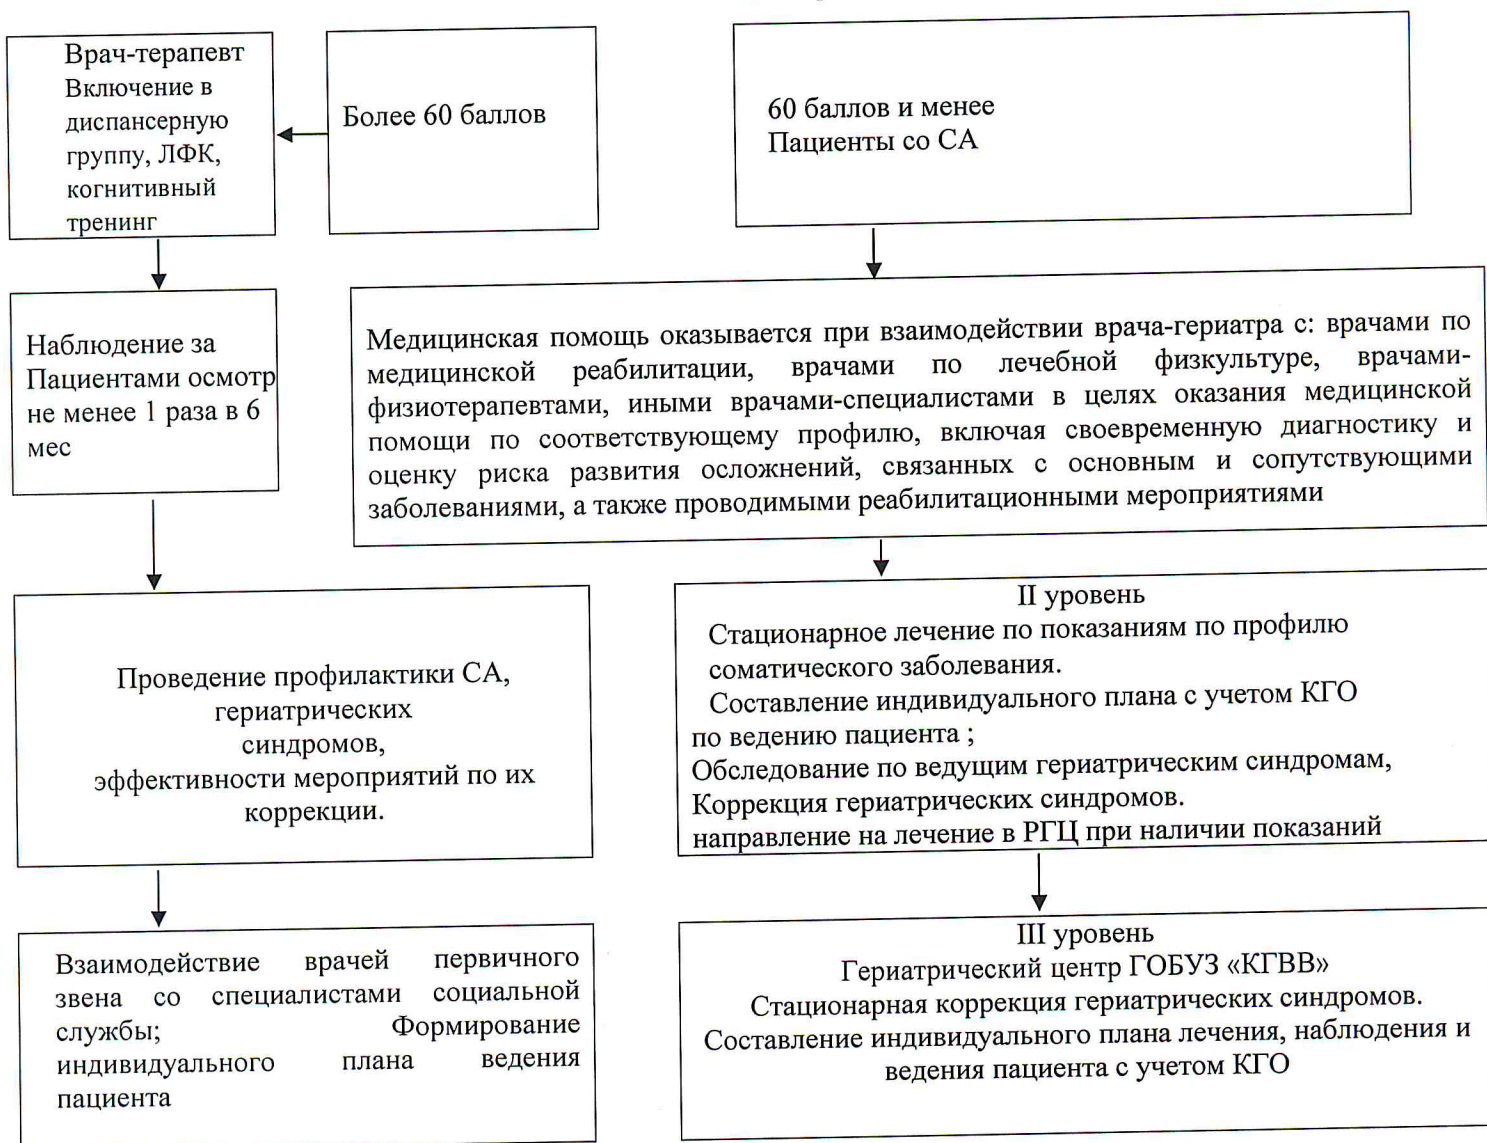 Врач-терапевт
Включение в
диспансерную
группу, ЛФК,
когнитивный
тренинг
Более 60 баллов
60 баллов и менее
Пациенты со СА
Наблюдение за
Пациентами осмотр
не менее 1 раза в 6
мес
Медицинская помощь оказывается при взаимодействии врача-гериатра с: врачами по
медицинской реабилитации, врачами по лечебной физкультуре, врачами-
физиотерапевтами, иными врачами-специалистами в целях оказания медицинской
помощи по соответствующему профилю, включая своевременную диагностику и
оценку риска развития осложнений, связанных с основным и сопутствующими
заболеваниями, а также проводимыми реабилитационными мероприятиями
Проведение профилактики СА,
гериатрических
синдромов,
эффективности мероприятий по их
коррекции.
II уровень
Стационарное лечение по показаниям по профилю
соматического заболевания.
Составление индивидуального плана с учетом КГО
по ведению пациента ;
Обследование по ведущим гериатрическим синдромам,
Коррекция гериатрических синдромов.
направление на лечение в РГЦ при наличии показаний
Взаимодействие врачей первичного
звена со специалистами социальной
службы; Формирование
индивидуального плана ведения
пациента
III уровень
Гериатрический центр ГОБУЗ «КГВВ»
Стационарная коррекция гериатрических синдромов.
Составление индивидуального плана лечения, наблюдения и
ведения пациента с учетом КГО